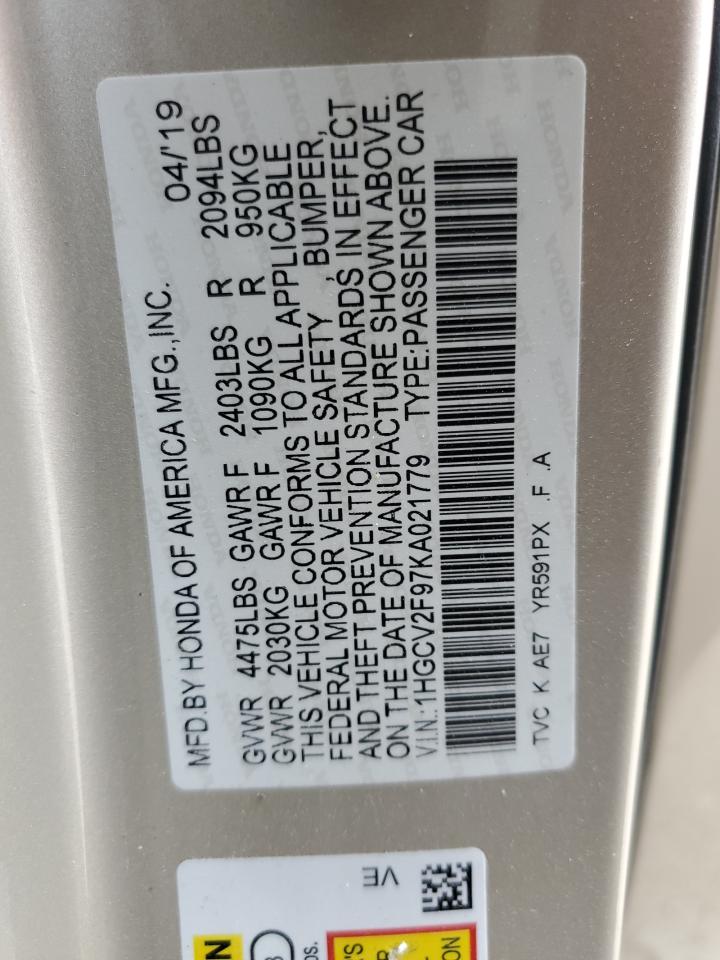 MFD.BY HONDA OF AMERICA MFG.,INC. 04/'19
GVWR 4475LBS GAWR F 2403LBS R 2094LBS
GVWR 2030KG GAWR F 1090KG R 950KG
THIS VEHICLE CONFORMS TO ALL APPLICABLE
FEDERAL MOTOR VEHICLE SAFETY , BUMPER,
AND THEFT PREVENTION STANDARDS IN EFFECT
ON THE DATE OF MANUFACTURE SHOWN ABOVE.
V.I.N.:1HGCV2F97KA021779 TYPE:PASSENGER CAR
TVC K AE7 YR591PX .F .A
VE